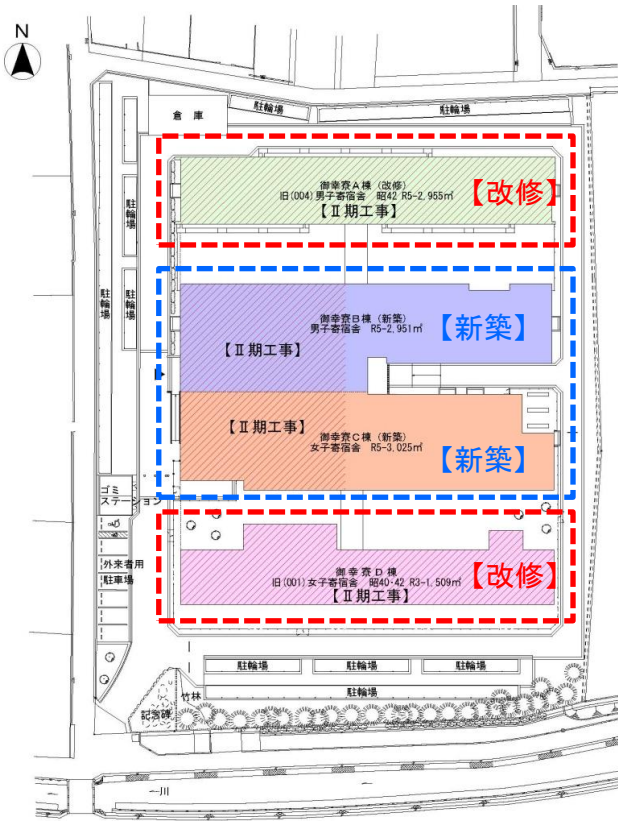 N
駐輪場
駐輪場
倉庫
駐輪場
駐輪場
駐輪場
駐輪場
御幸寮A棟(改修)
旧(004)男子寄宿舎 昭42 R5-2,955㎡
【Ⅱ期工事】
【改修】
御幸寮B棟(新築)
男子寄宿舎 R5-2,951㎡
【Ⅱ期工事】
【新築】
【Ⅱ期工事】
御幸寮C棟(新築)
女子寄宿舎 R5-3,025㎡
【新築】
ゴミ
ステーション
外来者用
駐車場
御幸寮D棟
旧(001)女子寄宿舎 昭40・42 R3-1,509㎡
【Ⅱ期工事】
【改修】
駐輪場
駐輪場
駐輪場
駐輪場
竹林
記念碑
一川